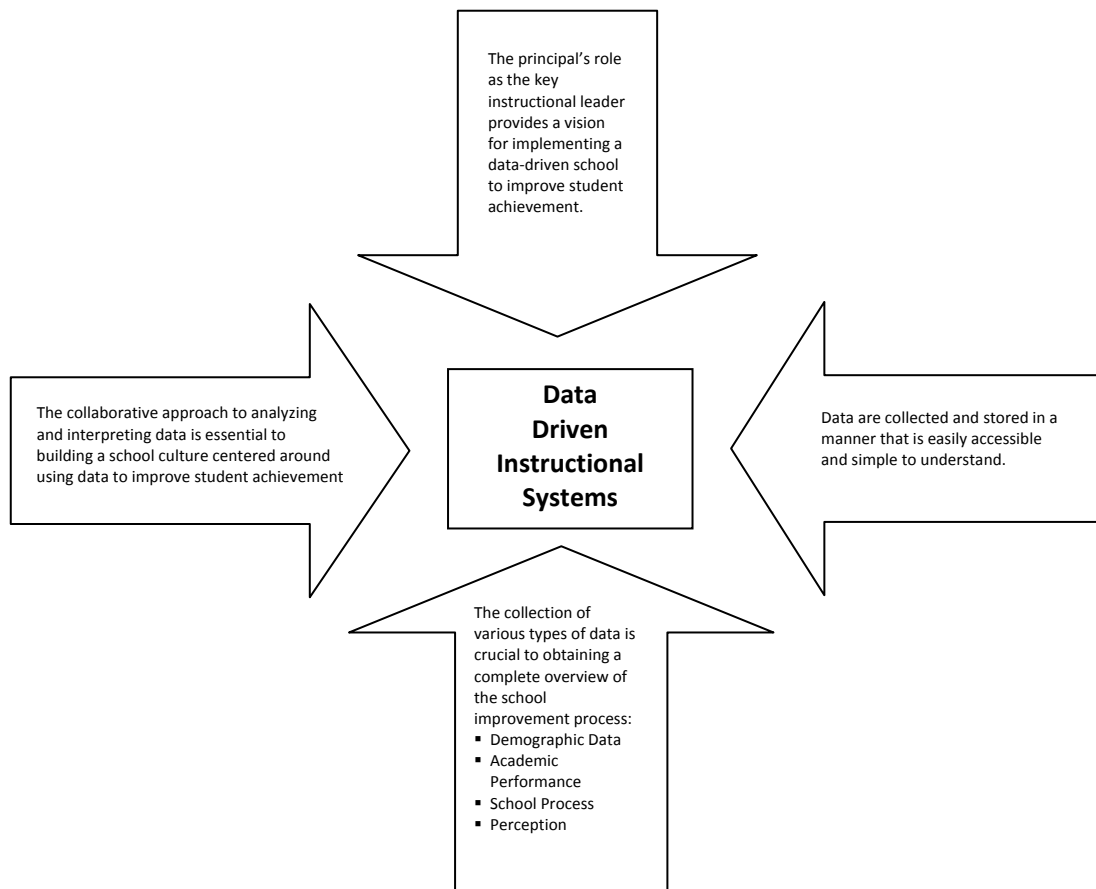 The principal’s role
as the key
instructional leader
provides a vision
for implementing a
data-driven school
to improve student
achievement.
The collaborative approach to analyzing
and interpreting data is essential to
building a school culture centered around
using data to improve student achievement
Data
Driven
Instructional
Systems
Data are collected and stored in a
manner that is easily accessible
and simple to understand.
The collection of
various types of data is
crucial to obtaining a
complete overview of
the school
improvement process:
▪ Demographic Data
▪ Academic
Performance
▪ School Process
▪ Perception